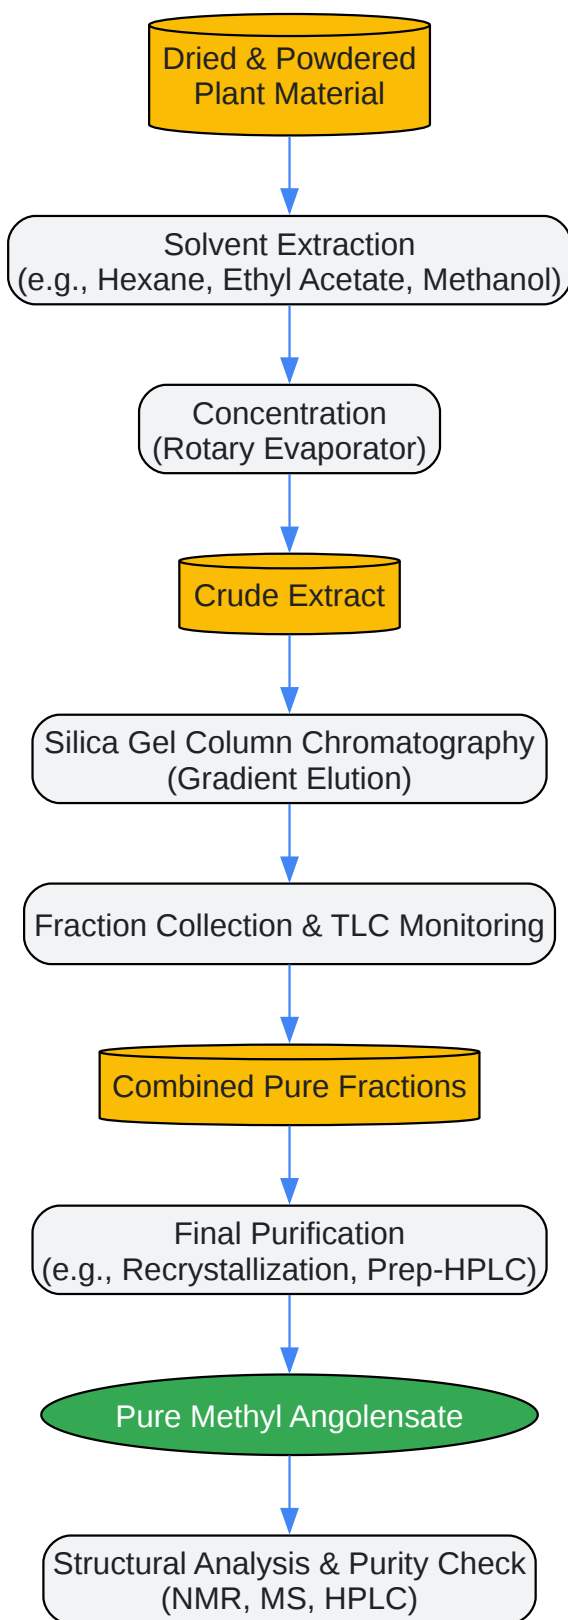 Dried & Powdered
Plant Material
Solvent Extraction
(e.g., Hexane, Ethyl Acetate, Methanol)
Concentration
(Rotary Evaporator)
Crude Extract
Silica Gel Column Chromatography
(Gradient Elution)
Fraction Collection & TLC Monitoring
Combined Pure Fractions
Final Purification
(e.g., Recrystallization, Prep-HPLC)
Pure Methyl Angolensate
Structural Analysis & Purity Check
(NMR, MS, HPLC)